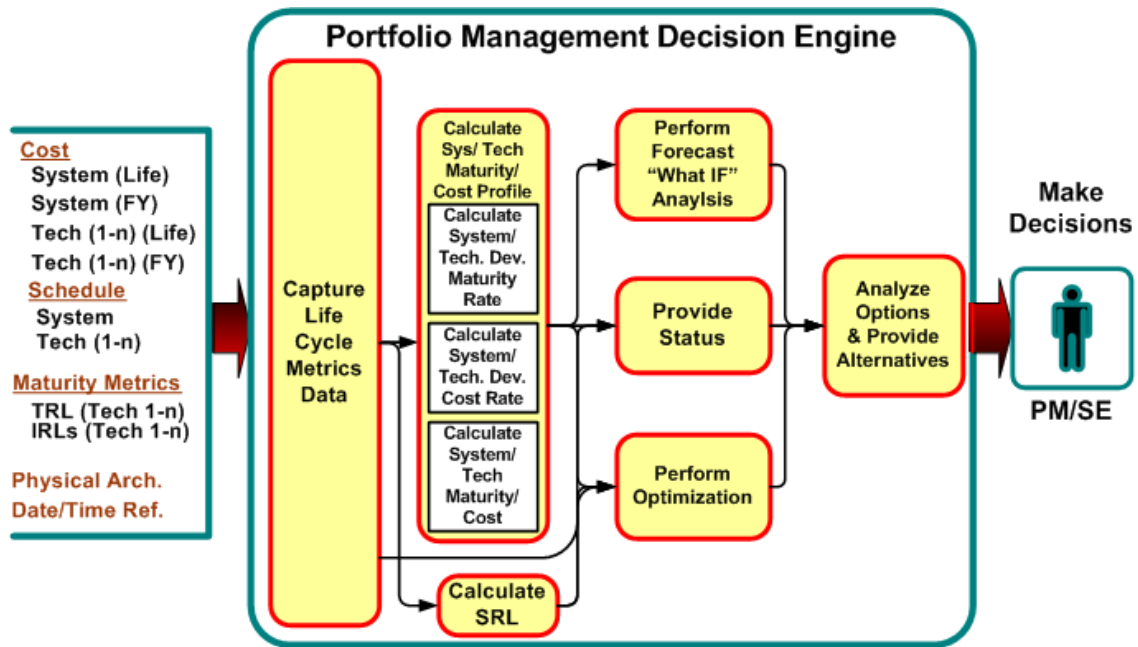 Portfolio Management Decision Engine
Cost
System (Life)
System (FY)
Tech (1-n) (Life)
Tech (1-n) (FY)
Schedule
System
Tech (1-n)
Maturity Metrics
TRL (Tech 1-n)
IRLs (Tech 1-n)
Physical Arch.
Date/Time Ref.
Capture
Life
Cycle
Metrics
Data
Calculate
Sys/ Tech
Maturity/
Cost Profile
Calculate
System/
Tech. Dev.
Maturity
Rate
Calculate
System/
Tech. Dev.
Cost Rate
Calculate
System/
Tech
Maturity/
Cost
Calculate
SRL
Perform
Forecast
“What IF”
Anaylsis
Provide
Status
Perform
Optimization
Analyze
Options
& Provide
Alternatives
Make
Decisions
PM/SE